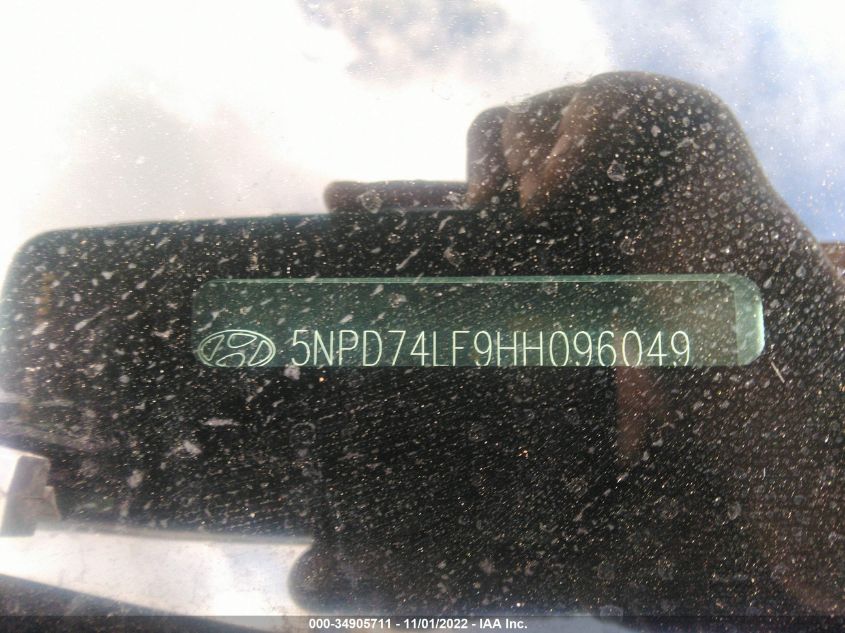 5NPD74LF9HH096049
000-34905711 - 11/01/2022 - IAA Inc.